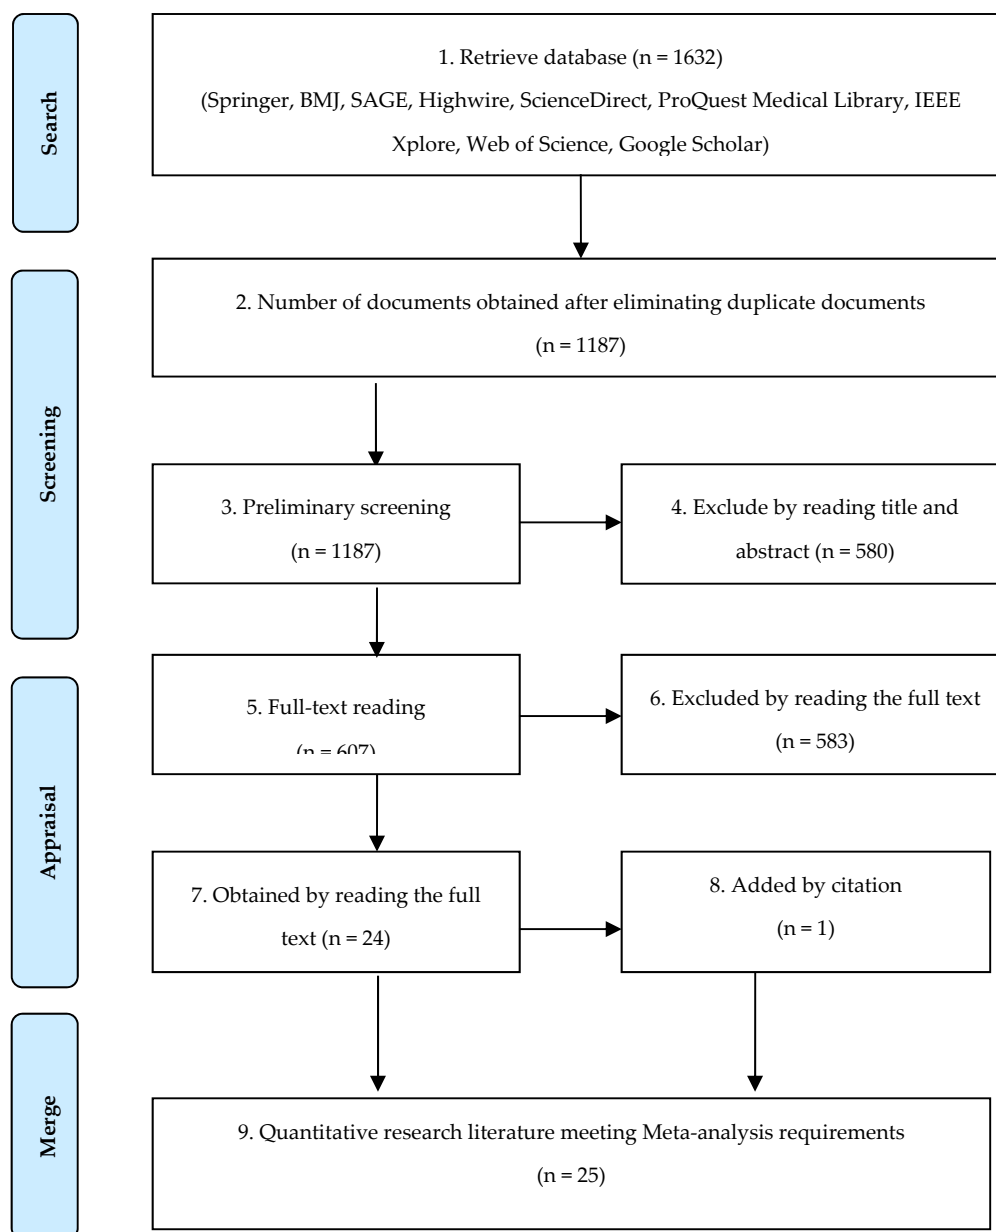 Search
1. Retrieve database (n = 1632)
(Springer, BMJ, SAGE, Highwire, ScienceDirect, ProQuest Medical Library, IEEE
Xplore, Web of Science, Google Scholar)
Screening
2. Number of documents obtained after eliminating duplicate documents
(n = 1187)
3. Preliminary screening
(n = 1187)
4. Exclude by reading title and
abstract (n = 580)
Appraisal
5. Full-text reading
(n = 607)
6. Excluded by reading the full text
(n = 583)
7. Obtained by reading the full
text (n = 24)
8. Added by citation
(n = 1)
Merge
9. Quantitative research literature meeting Meta-analysis requirements
(n = 25)